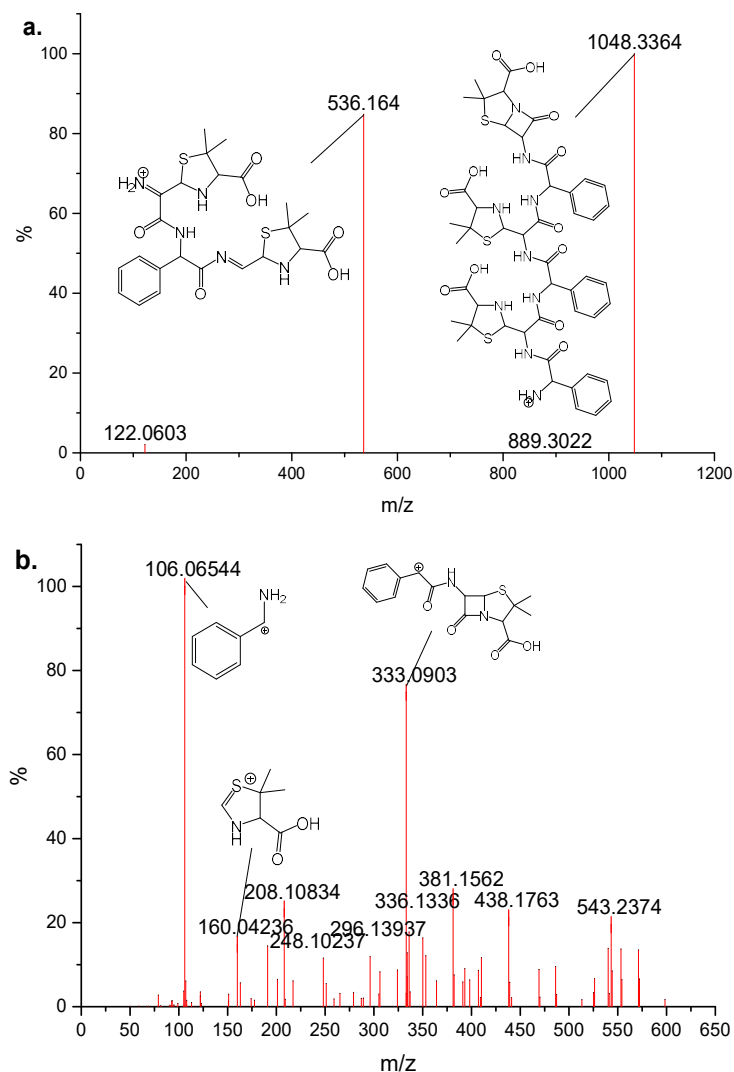 a.
100
80
60
40
20
0
%
0
200
400
600
800
1000
1200
m/z
1048.3364
536.164
122.0603
889.3022
S
O
OH
H₂N
N
H
O
NH
N
O
S
N
H
O
OH
O
OH
N
S
O
HN
O
O
OH
NH
HN
O
S
HN
O
O
OH
NH
HN
O
S
HN
O
H₃N
b.
100
80
60
40
20
0
%
0
50
100
150
200
250
300
350
400
450
500
550
600
650
m/z
106.06544
NH₂
H
N
S
O
O
N
O
OH
333.0903
S
N
H
OH
O
381.1562
208.10834
336.1336
438.1763
160.04236
296.13937
543.2374
248.10237